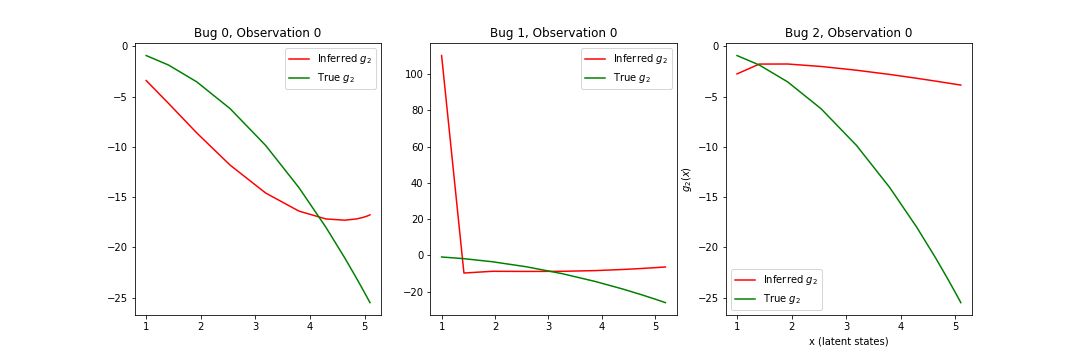 Bug 0, Observation 0
0
−5
−10
−15
−20
−25
1 2 3 4 5
Inferred g₂
True g₂
Bug 1, Observation 0
100
80
60
40
20
0
−20
1 2 3 4 5
Inferred g₂
True g₂
Bug 2, Observation 0
g₂(x)
0
−5
−10
−15
−20
−25
1 2 3 4 5
x (latent states)
Inferred g₂
True g₂